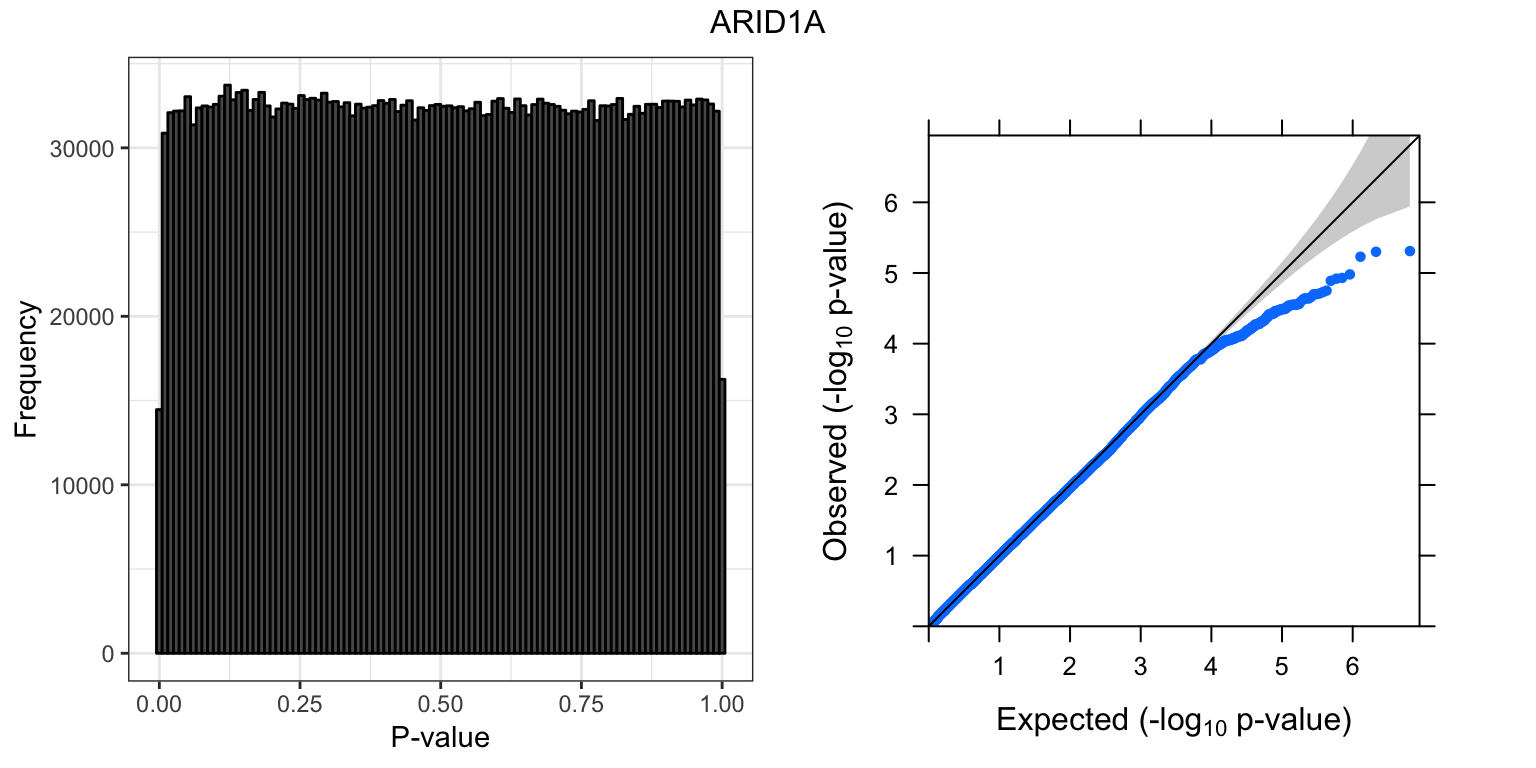 ARID1A
Frequency
30000
20000
10000
0
0.00 0.25 0.50 0.75 1.00
P-value
Observed (-log10 p-value)
6
5
4
3
2
1
1 2 3 4 5 6
Expected (-log10 p-value)